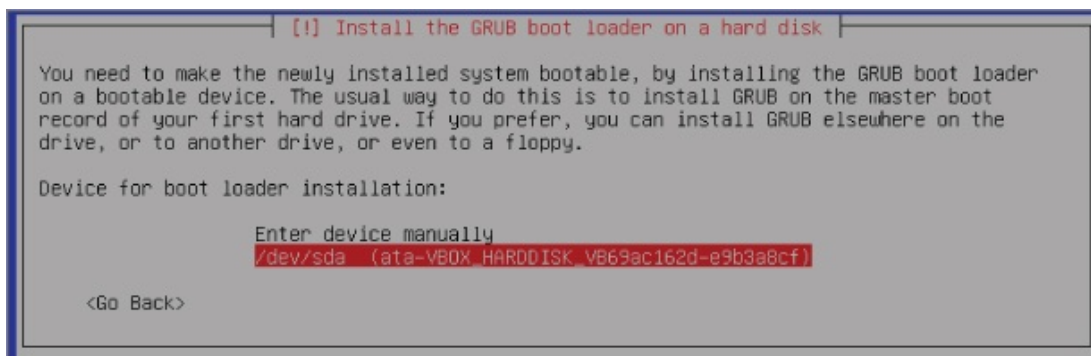 [!] Install the GRUB boot loader on a hard disk
You need to make the newly installed system bootable, by installing the GRUB boot loader
on a bootable device. The usual way to do this is to install GRUB on the master boot
record of your first hard drive. If you prefer, you can install GRUB elsewhere on the
drive, or to another drive, or even to a floppy.
Device for boot loader installation:
Enter device manually
/dev/sda (ata-VBOX_HARDDISK_VB69ac162d-e9b3a8cf)
<Go Back>